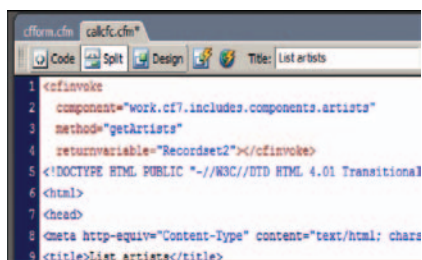 cfform.cfm callcfc.cfm*
Code Split Design Title: List artists
1 <cfinvoke
2 component="work.cf7.includes.components.artists"
3 method="getArtists"
4 returnvariable="Recordset2"></cfinvoke>
5 <!DOCTYPE HTML PUBLIC "-//W3C//DTD HTML 4.01 Transitional
6 <html>
7 <head>
8 <meta http-equiv="Content-Type" content="text/html; chars
9 <title>List artists</title>